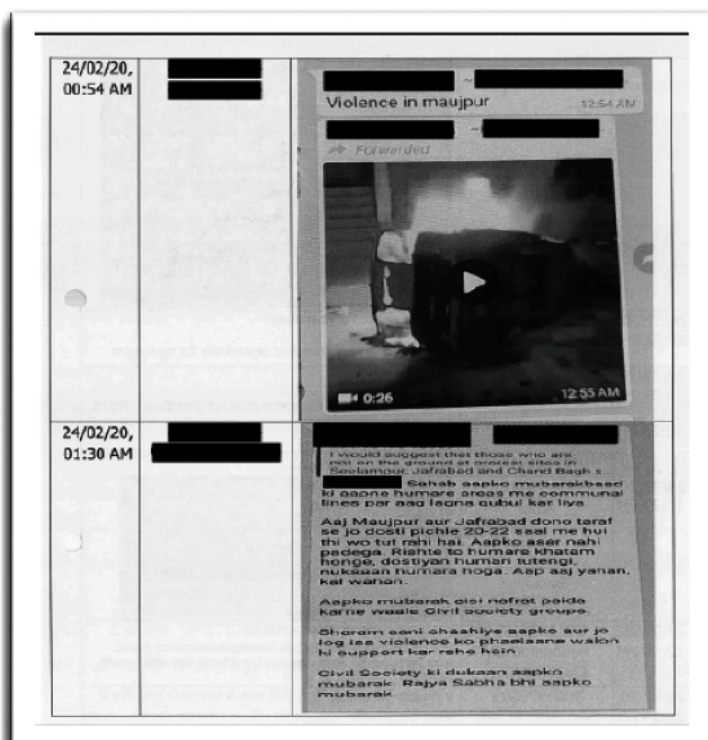 24/02/20,
00:54 AM
~
Violence in maujpur 12:54 AM
~
Forwarded
0:26 12:55 AM
24/02/20,
01:30 AM
I would suggest that those who are
not on the ground at protest sites in
Seelampur, Jafrabad and Chand Bagh s
Sahab aapko mubarakbaad
ki aapne humare areas me communal
lines par aag lagna qubul kar liya
Aaj Maujpur aur Jafrabad dono taraf
se jo dosti pichle 20-22 saal me hui
thi wo tut rahi hai. Aapko asar nahi
padega. Rishte to humare khatam
honge, dostiyan humari tutengi,
nuksaan humara hoga. Aap aaj yahan,
kal wahan.
Aapko mubarak aisi nafrat paida
karne waale Civil Society groups.
Sharam aani chaahiye aapko aur jo
log iss violence ko phaelaane walon
ki support kar rahe hain.
Civil Society ki dukaan aapko
mubarak. Rajya Sabha bhi aapko
mubarak.